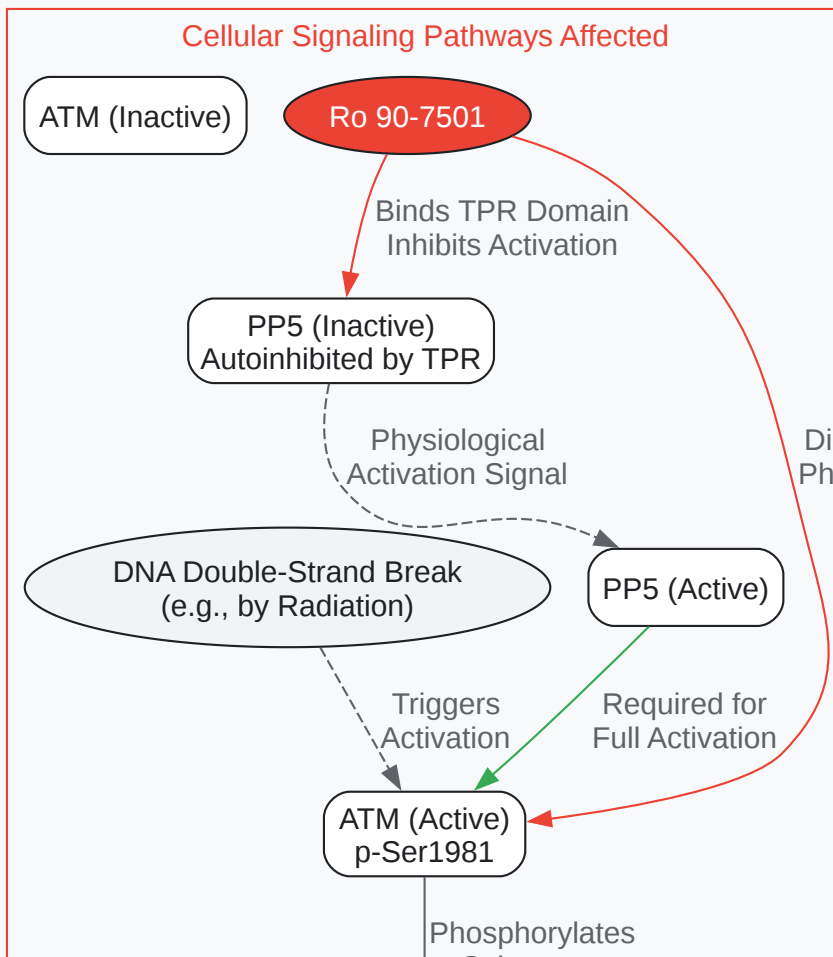 Cellular Signaling Pathways Affected
ATM (Inactive)
Ro 90-7501
Binds TPR Domain
Inhibits Activation
PP5 (Inactive)
Autoinhibited by TPR
Physiological
Activation Signal
Di
Ph
DNA Double-Strand Break
(e.g., by Radiation)
PP5 (Active)
Triggers
Activation
Required for
Full Activation
ATM (Active)
p-Ser1981
Phosphorylates